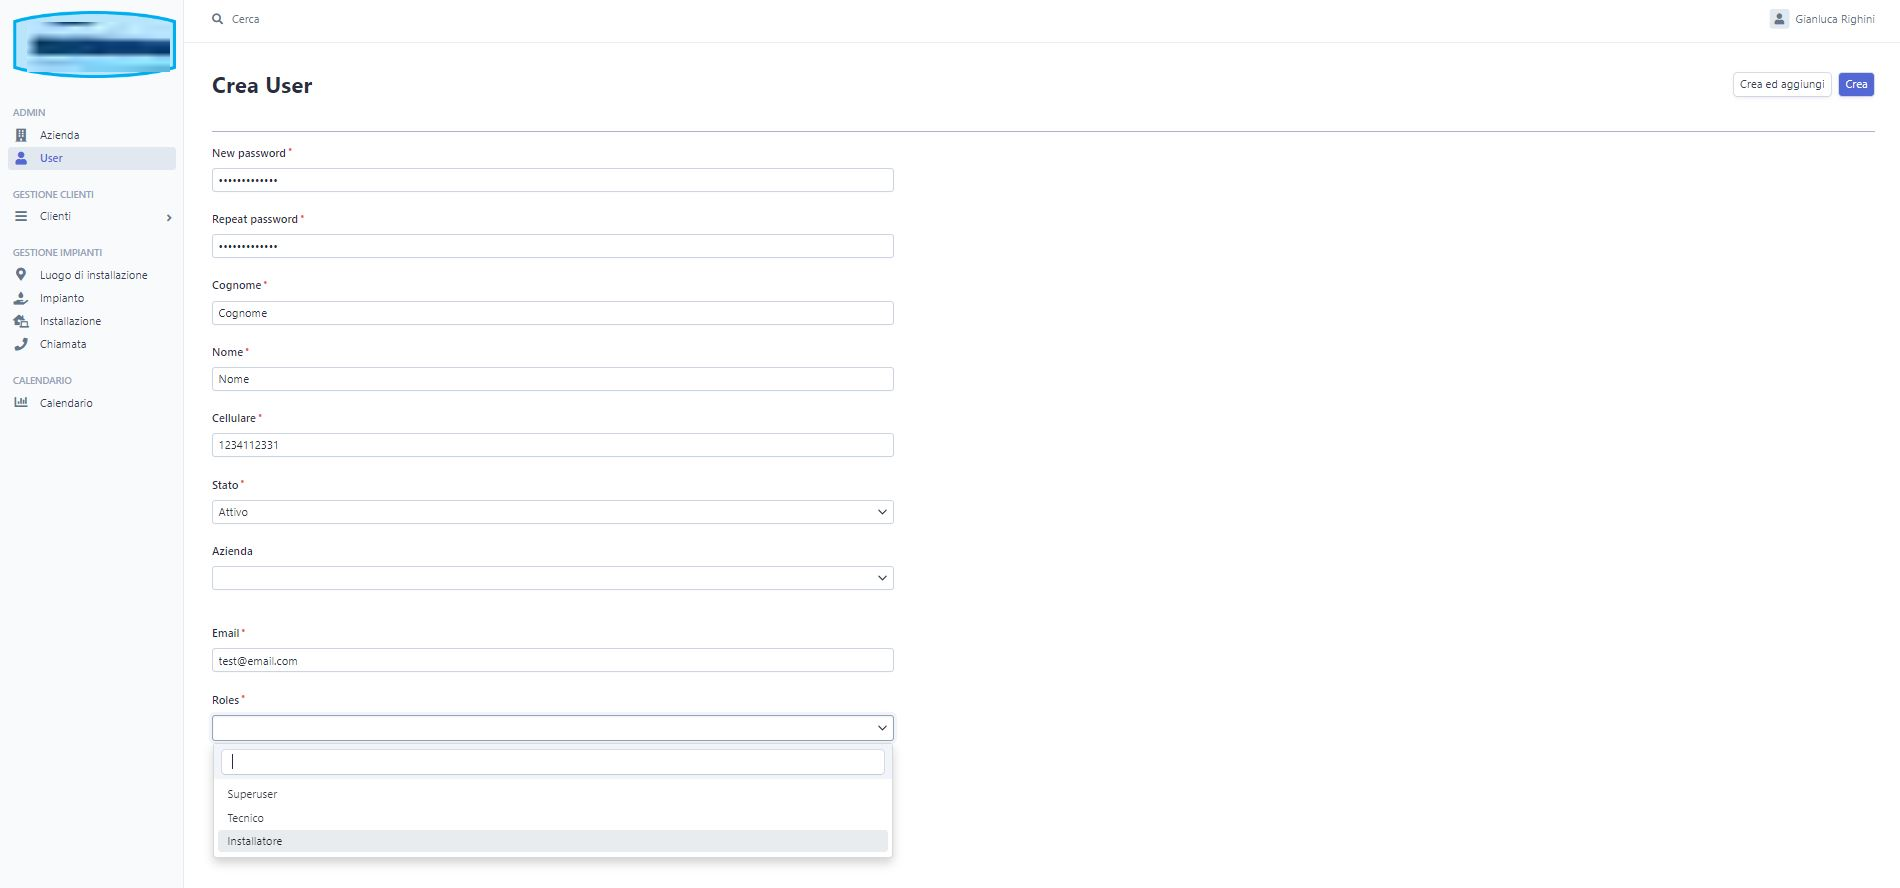 Cerca
Gianluca Righini
ADMIN
Azienda
User
GESTIONE CLIENTI
Clienti
GESTIONE IMPIANTI
Luogo di installazione
Impianto
Installazione
Chiamata
CALENDARIO
Calendario
Crea User
Crea ed aggiungi
Crea
New password*
•••••••••••••
Repeat password*
•••••••••••••
Cognome*
Cognome
Nome*
Nome
Cellulare*
1234112331
Stato*
Attivo
Azienda
Email*
test@email.com
Roles*
Superuser
Tecnico
Installatore